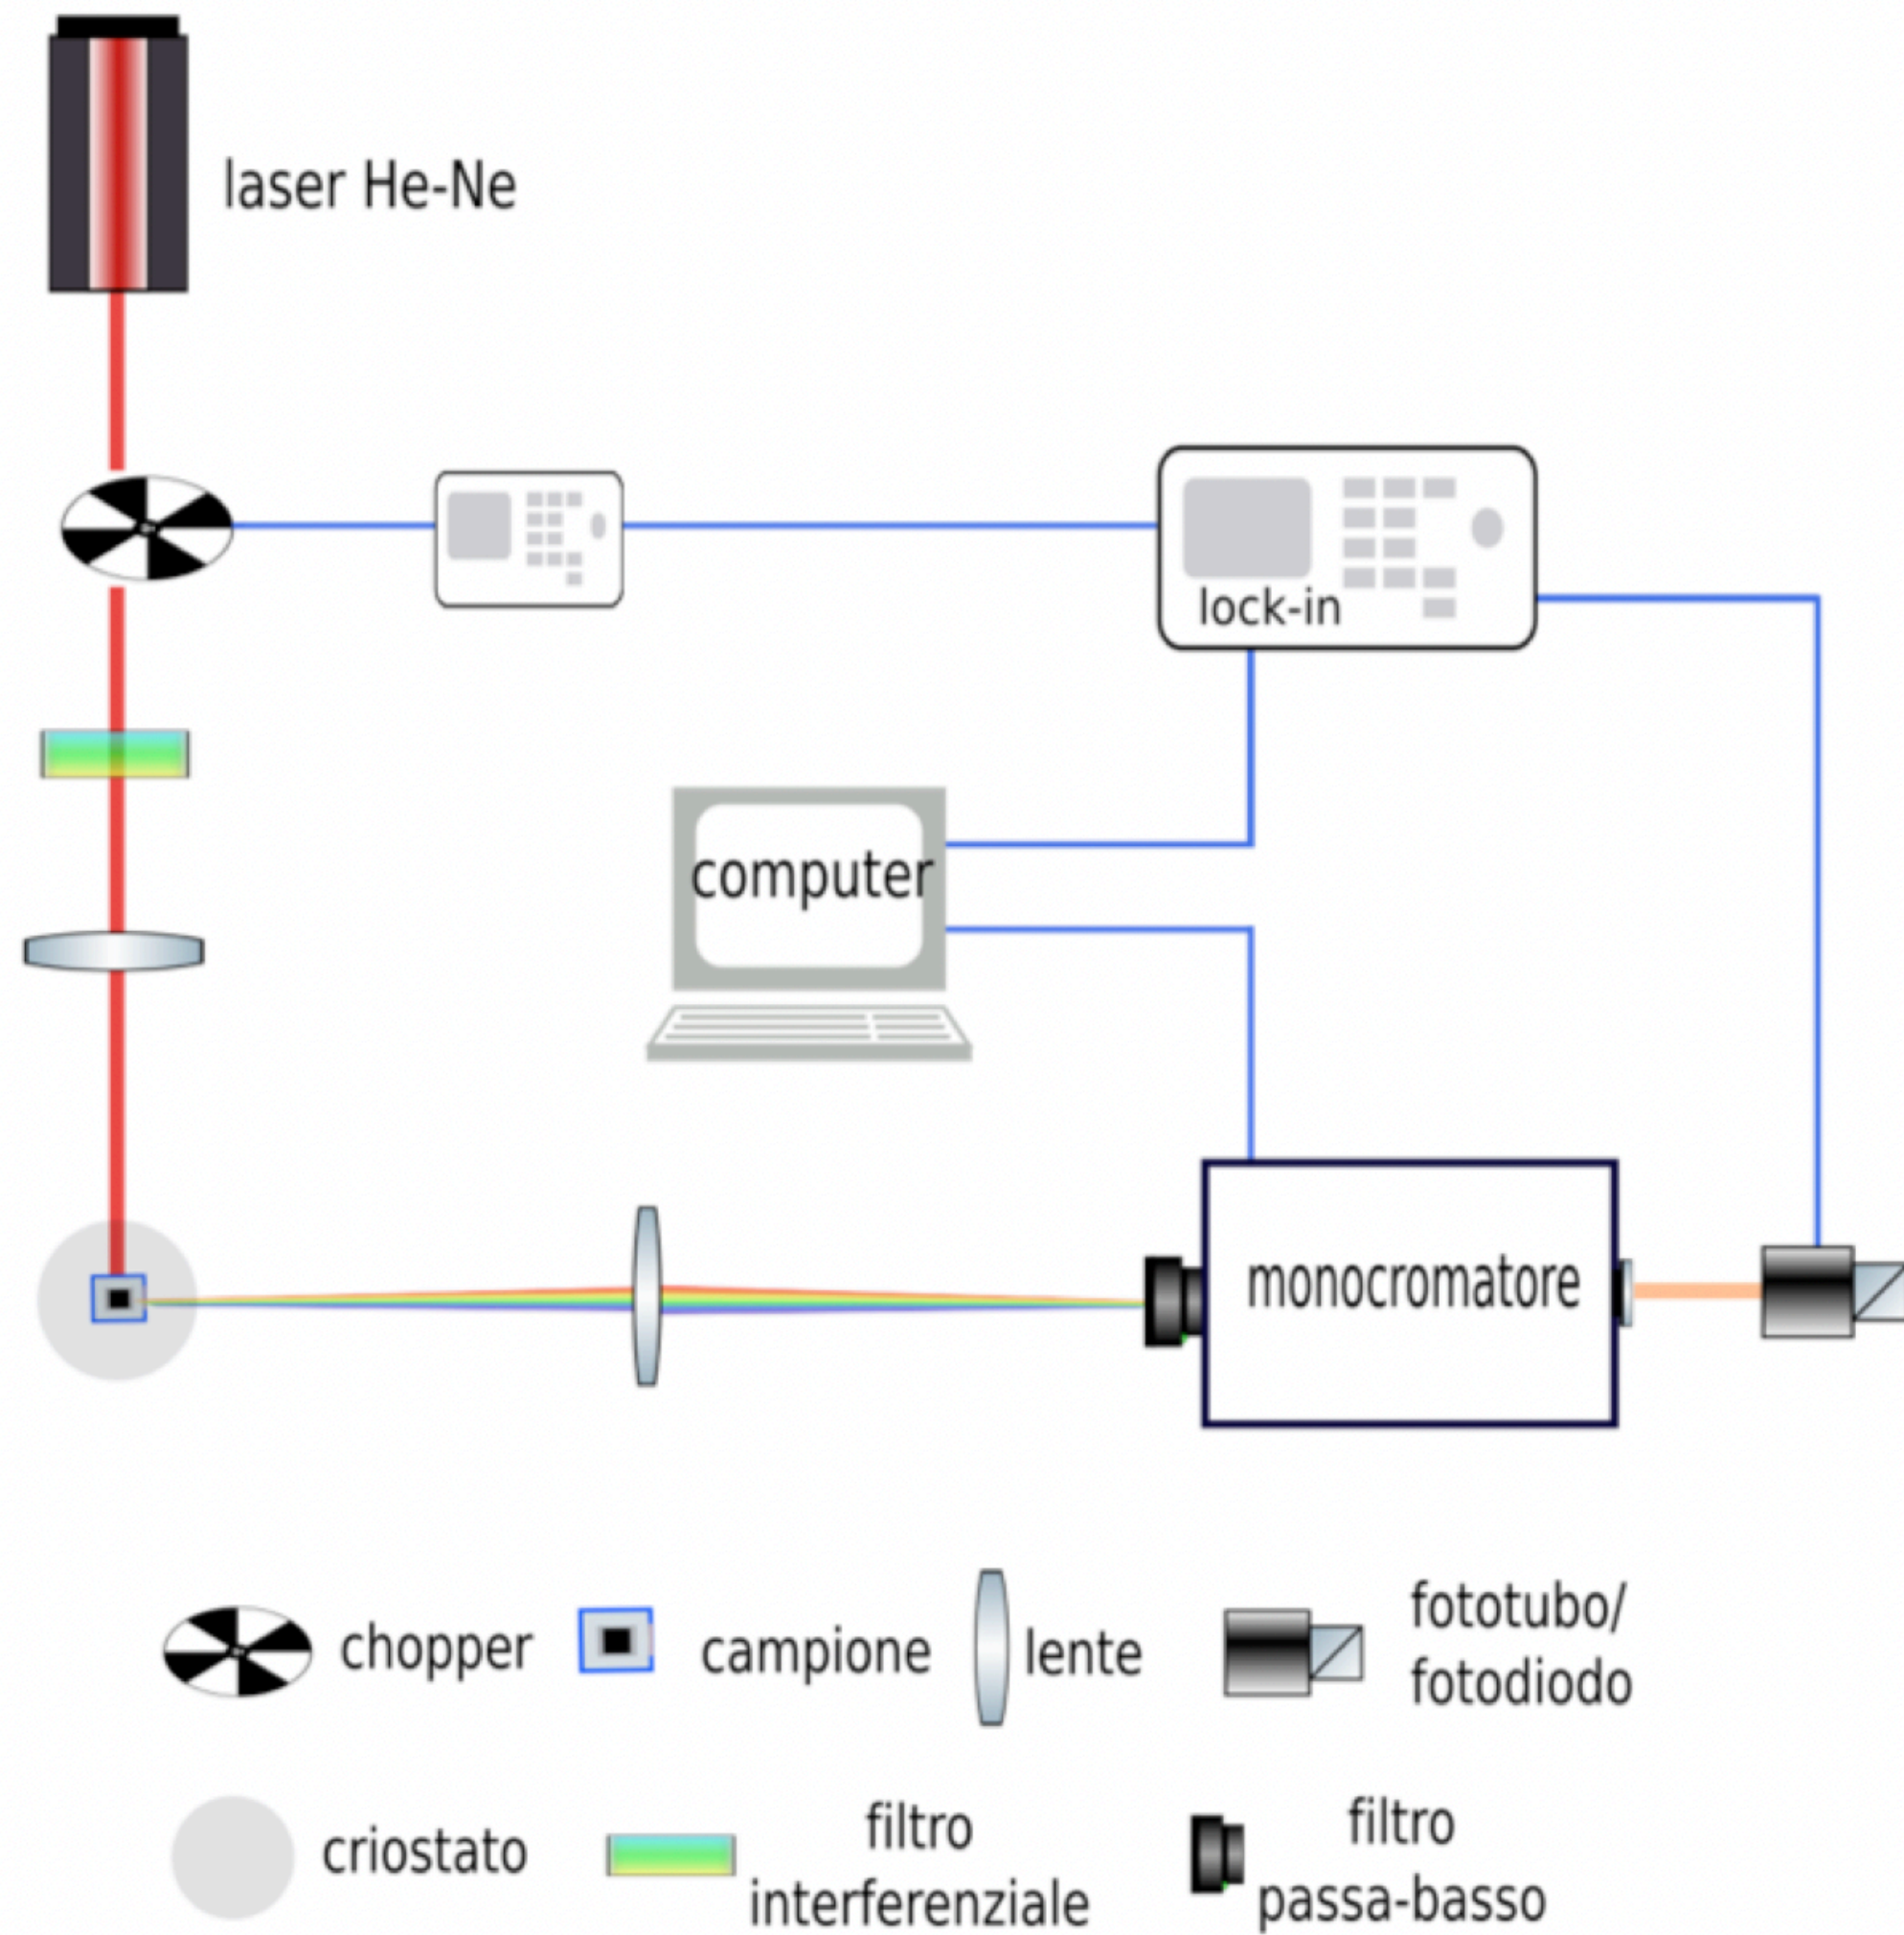 laser He-Ne
lock-in
computer
monocromatore
chopper
campione
lente
fototubo/
fotodiodo
criostato
filtro
interferenziale
filtro
passa-basso